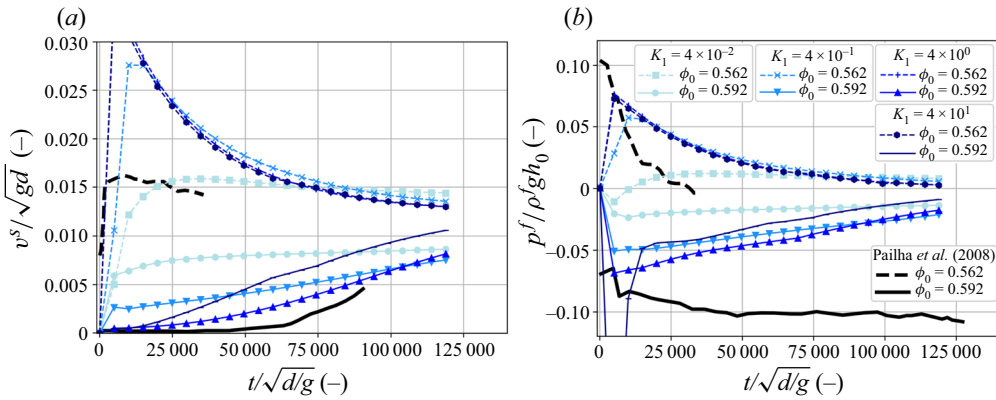 (a)
0.030
0.025
0.020
0.015
0.010
0.005
0
v^s/√gd (–)
0 25 000 50 000 75 000 100 000 125 000
t/√d/g (–)
(b)
0.10
0.05
0
−0.05
−0.10
p^f/ρ^f gh_0 (–)
0 25 000 50 000 75 000 100 000 125 000
t/√d/g (–)
K_1 = 4 × 10^−2
ϕ_0 = 0.562
ϕ_0 = 0.592
K_1 = 4 × 10^−1
ϕ_0 = 0.562
ϕ_0 = 0.592
K_1 = 4 × 10^0
ϕ_0 = 0.562
ϕ_0 = 0.592
K_1 = 4 × 10^1
ϕ_0 = 0.562
ϕ_0 = 0.592
Pailha et al. (2008)
ϕ_0 = 0.562
ϕ_0 = 0.592